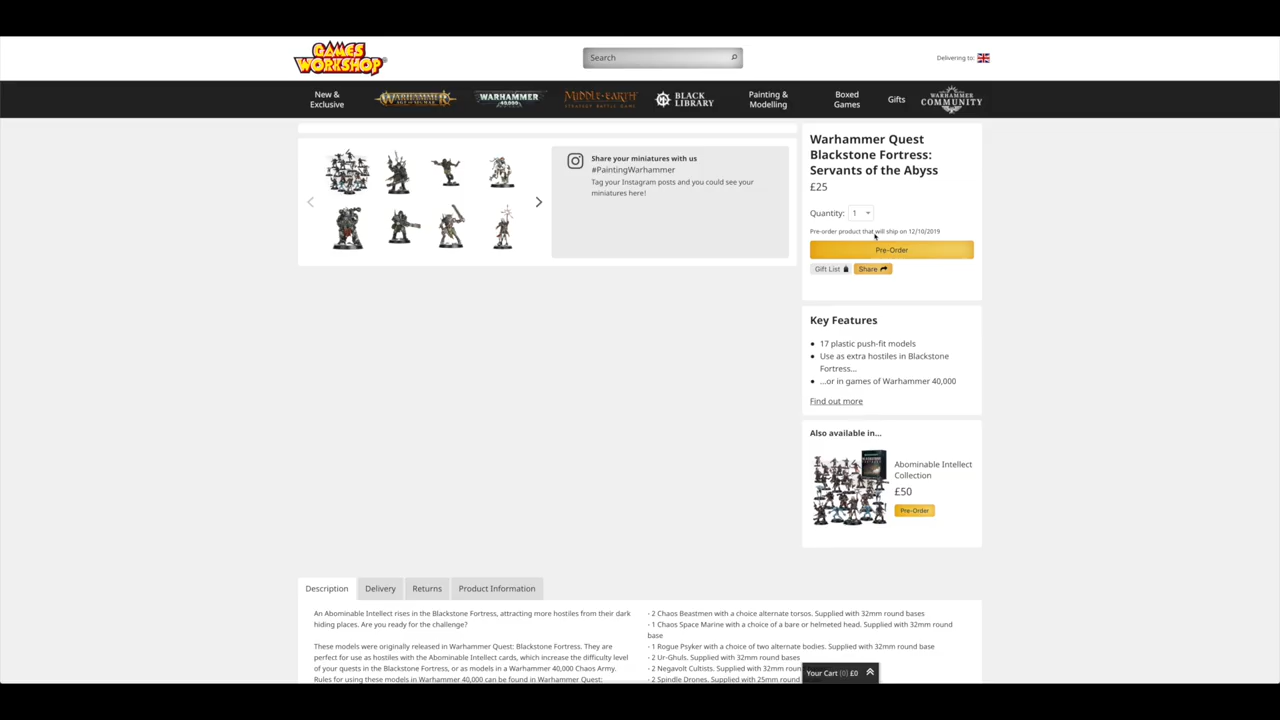 GAMES
WORKSHOP
Search
Delivering to:
New &
Exclusive
WARHAMMER
AGE OF SIGMAR
WARHAMMER
40,000
MIDDLE-EARTH
STRATEGY BATTLE GAME
BLACK
LIBRARY
Painting &
Modelling
Boxed
Games
Gifts
WARHAMMER
COMMUNITY
Share your miniatures with us
#PaintingWarhammer
Tag your Instagram posts and you could see your
miniatures here!
Warhammer Quest
Blackstone Fortress:
Servants of the Abyss
£25
Quantity: 1
Pre-order product that will ship on 12/10/2019
Pre-Order
Gift List
Share
Key Features
• 17 plastic push-fit models
• Use as extra hostiles in Blackstone
Fortress...
• ...or in games of Warhammer 40,000
Find out more
Also available in...
Abominable Intellect
Collection
£50
Pre-Order
Description
Delivery
Returns
Product Information
An Abominable Intellect rises in the Blackstone Fortress, attracting more hostiles from their dark
hiding places. Are you ready for the challenge?
These models were originally released in Warhammer Quest: Blackstone Fortress. They are
perfect for use as hostiles with the Abominable Intellect cards, which increase the difficulty level
of your quests in the Blackstone Fortress, or as models in a Warhammer 40,000 Chaos Army.
Rules for using these models in Warhammer 40,000 can be found in Warhammer Quest:
- 2 Chaos Beastmen with a choice alternate torsos. Supplied with 32mm round bases
- 1 Chaos Space Marine with a choice of a bare or helmeted head. Supplied with 32mm round
base
- 1 Rogue Psyker with a choice of two alternate bodies. Supplied with 32mm round base
- 2 Ur-Ghuls. Supplied with 32mm round bases
- 2 Negavolt Cultists. Supplied with 32mm
- 2 Spindle Drones. Supplied with 25mm round
Your Cart (0) £0